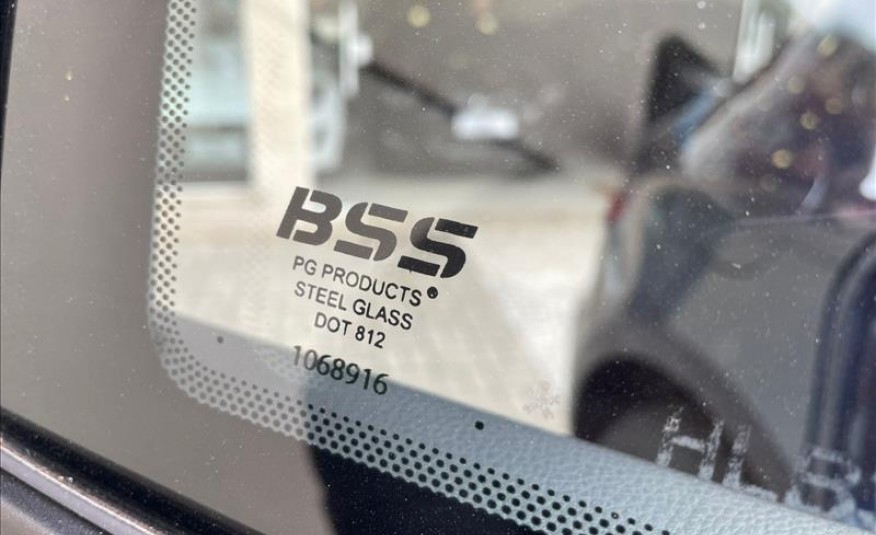 BSS
PG PRODUCTS®
STEEL GLASS
DOT 812
1068916